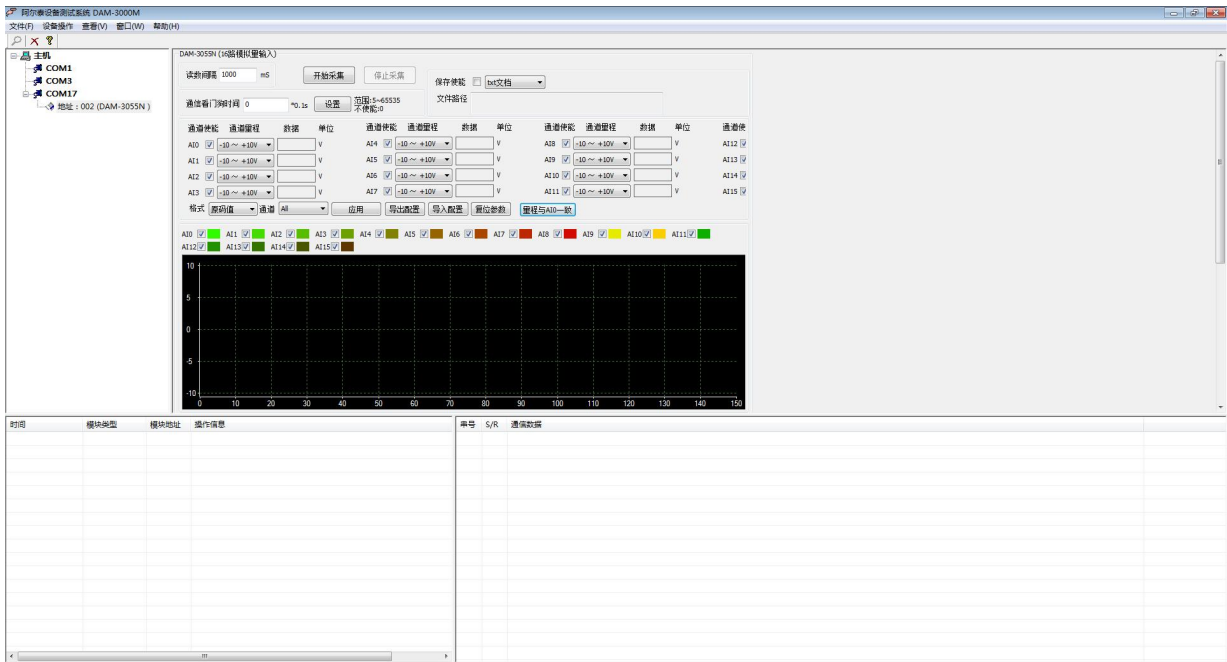 阿尔泰设备测试系统 DAM-3000M
文件(F) 设备操作 查看(V) 窗口(W) 帮助(H)
主机
COM1
COM3
COM17
地址：002 (DAM-3055N )
DAM-3055N (16路模拟量输入)
读数间隔 1000 mS 开始采集 停止采集
保存使能 txt文档
文件路径
通信看门狗时间 0 *0.1s 设置 范围:5~65535
不使能:0
通道使能 通道量程 数据 单位 通道使能 通道量程 数据 单位 通道使能 通道量程 数据 单位 通道使
AI0 -10 ～ +10V V AI4 -10 ～ +10V V AI8 -10 ～ +10V V AI12
AI1 -10 ～ +10V V AI5 -10 ～ +10V V AI9 -10 ～ +10V V AI13
AI2 -10 ～ +10V V AI6 -10 ～ +10V V AI10 -10 ～ +10V V AI14
AI3 -10 ～ +10V V AI7 -10 ～ +10V V AI11 -10 ～ +10V V AI15
格式 原码值 通道 All 应用 导出配置 导入配置 复位参数 量程与AI0一致
AI0 AI1 AI2 AI3 AI4 AI5 AI6 AI7 AI8 AI9 AI10 AI11
AI12 AI13 AI14 AI15
10
5
0
-5
-10
0 10 20 30 40 50 60 70 80 90 100 110 120 130 140 150
时间 模块类型 模块地址 操作信息
串号 S/R 通信数据